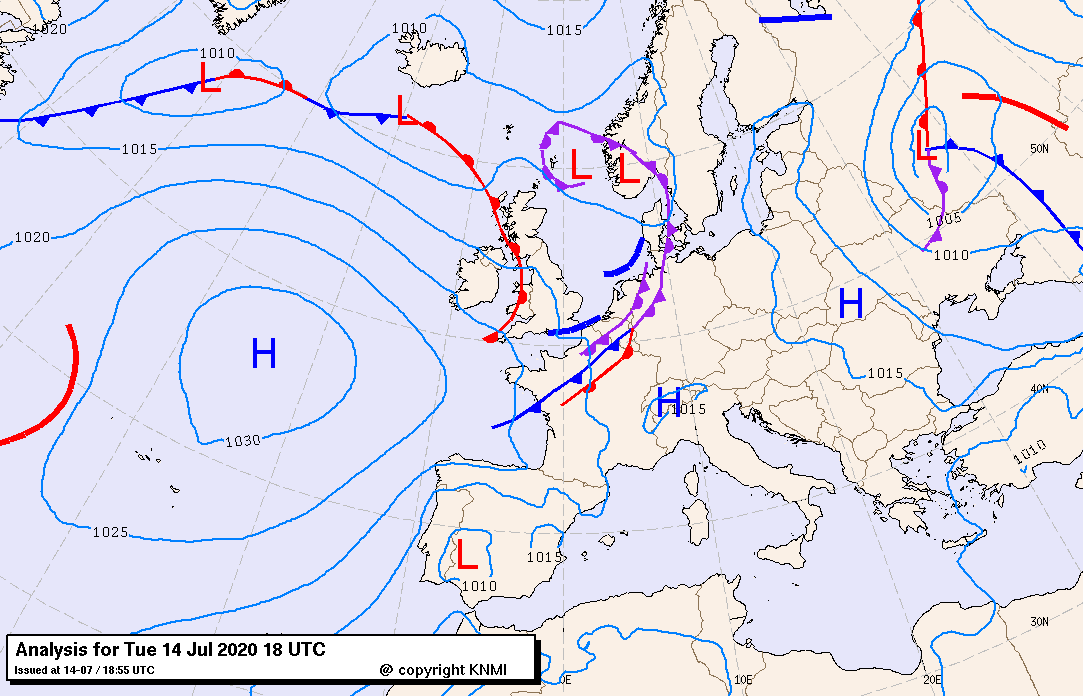 1020
1010
1015
1010
L
L
1015
L
L
L
50N
1005
1020
1010
H
H
1015
H
1015
40N
1030
1010
1025
L
1015
1010
30N
Analysis for Tue 14 Jul 2020 18 UTC
Issued at 14-07 / 18:55 UTC
@ copyright KNMI
0E
10E
20E